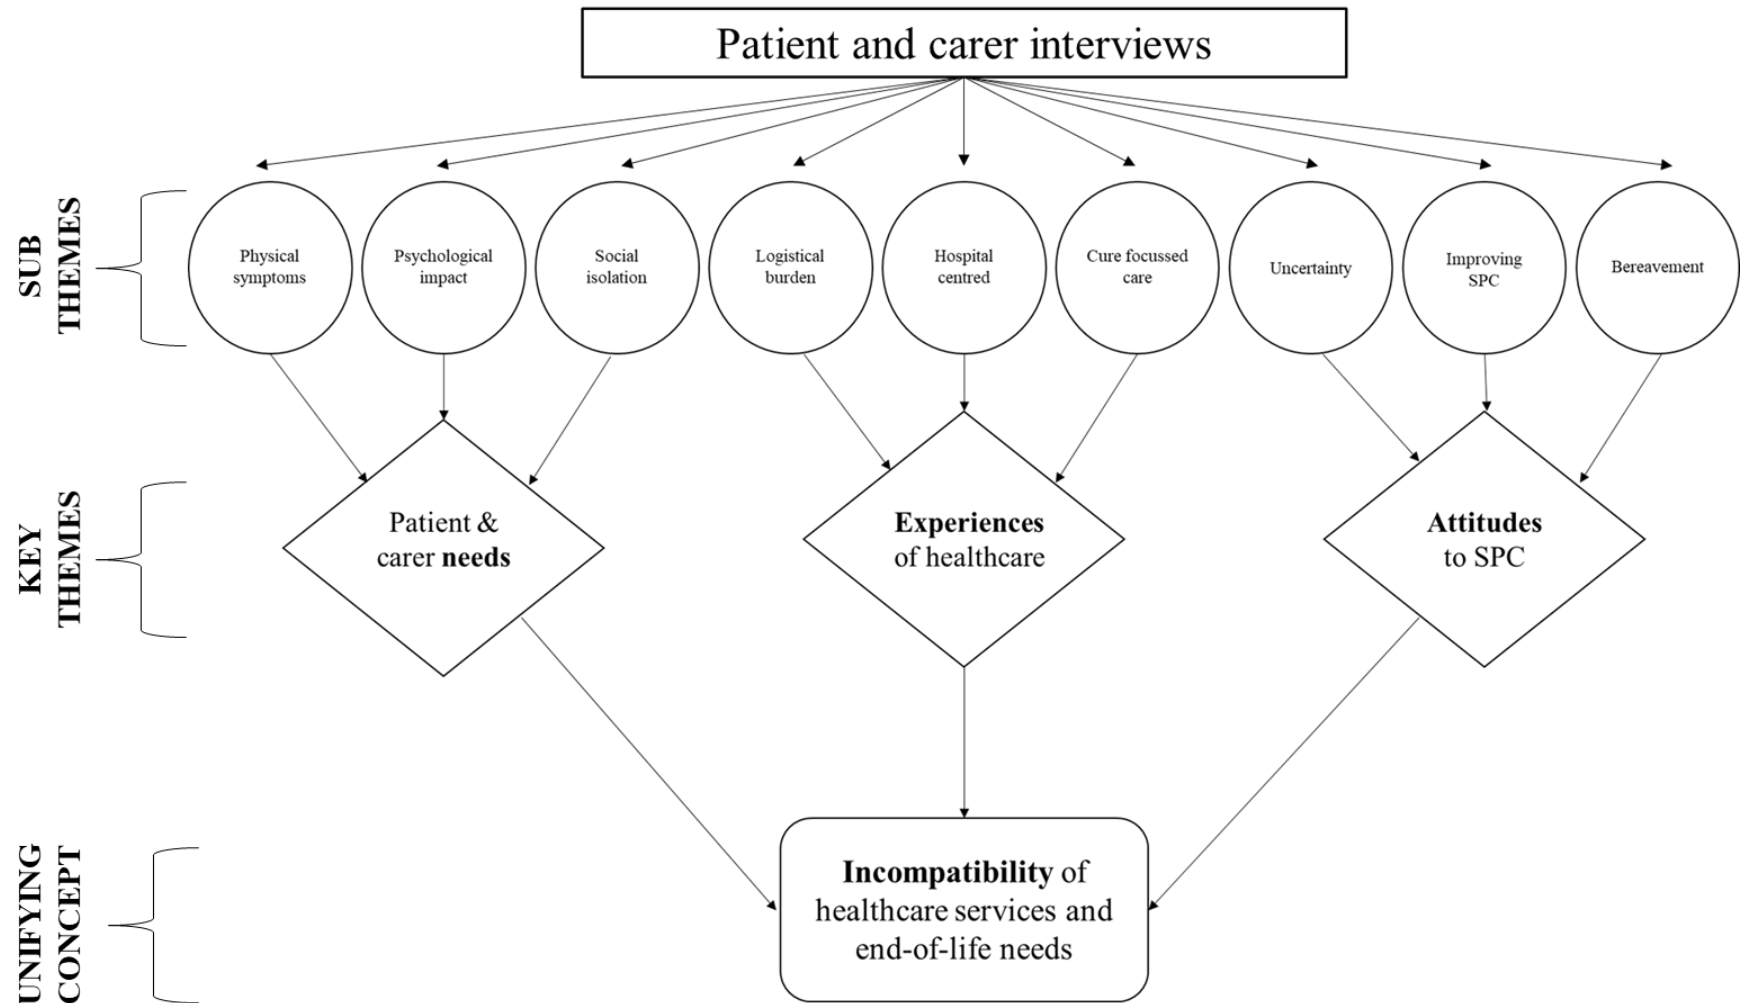 Patient and carer interviews
SUB
THEMES
Physical
symptoms
Psychological
impact
Social
isolation
Logistical
burden
Hospital
centred
Cure focussed
care
Uncertainty
Improving
SPC
Bereavement
KEY
THEMES
Patient &
carer needs
Experiences
of healthcare
Attitudes
to SPC
UNIFYING
CONCEPT
Incompatibility of
healthcare services and
end-of-life needs